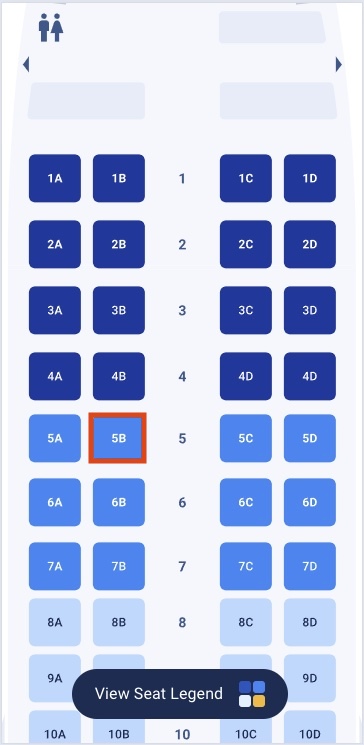 1A 1B 1 1C 1D
2A 2B 2 2C 2D
3A 3B 3 3C 3D
4A 4B 4 4D 4D
5A 5B 5 5C 5D
6A 6B 6 6C 6D
7A 7B 7 7C 7D
8A 8B 8 8C 8D
9A 9D
View Seat Legend
10A 10B 10 10C 10D